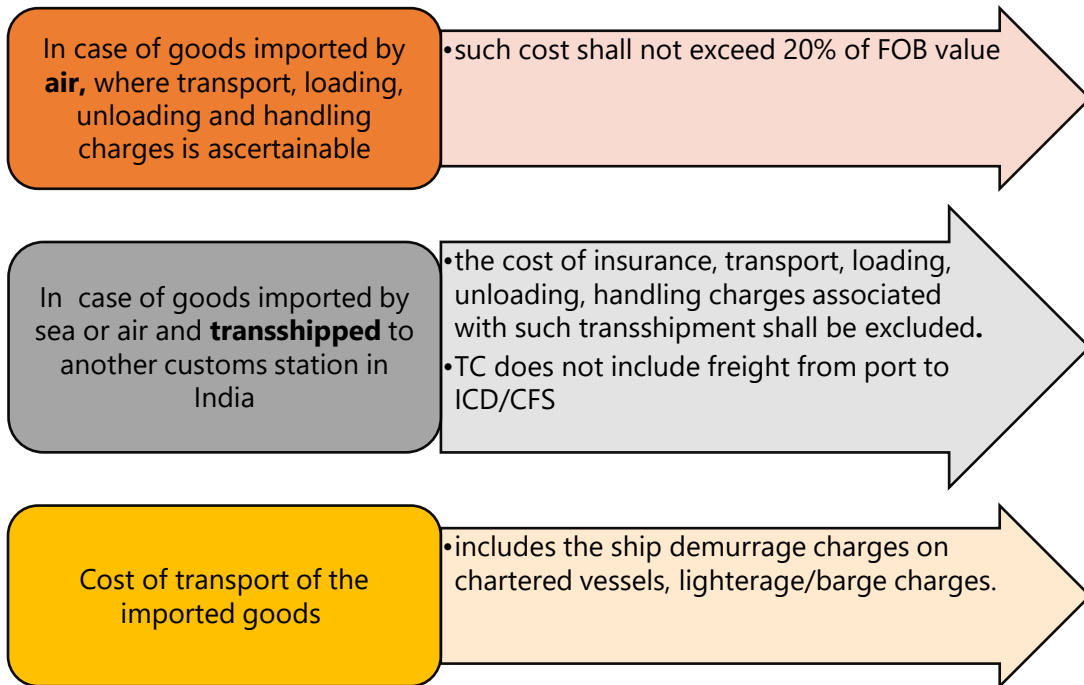 In case of goods imported by
air, where transport, loading,
unloading and handling
charges is ascertainable
•such cost shall not exceed 20% of FOB value
In case of goods imported by
sea or air and transshipped to
another customs station in
India
•the cost of insurance, transport, loading,
unloading, handling charges associated
with such transshipment shall be excluded.
•TC does not include freight from port to
ICD/CFS
Cost of transport of the
imported goods
•includes the ship demurrage charges on
chartered vessels, lighterage/barge charges.